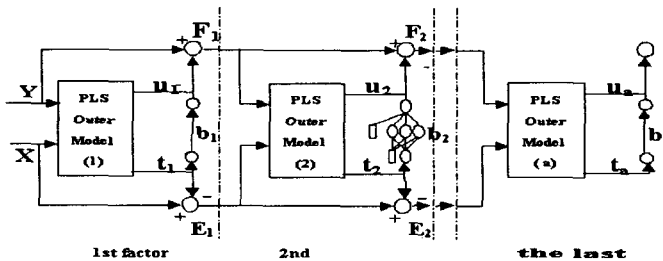 F₁
F₂
+
+
-
Y
X
PLS
Outer
Model
(1)
u₁
b₁
t₁
PLS
Outer
Model
(2)
u₂
b₂
t₂
PLS
Outer
Model
(a)
uₐ
b
tₐ
-
+
E₁
-
+
E₂
1st factor
2nd
the last